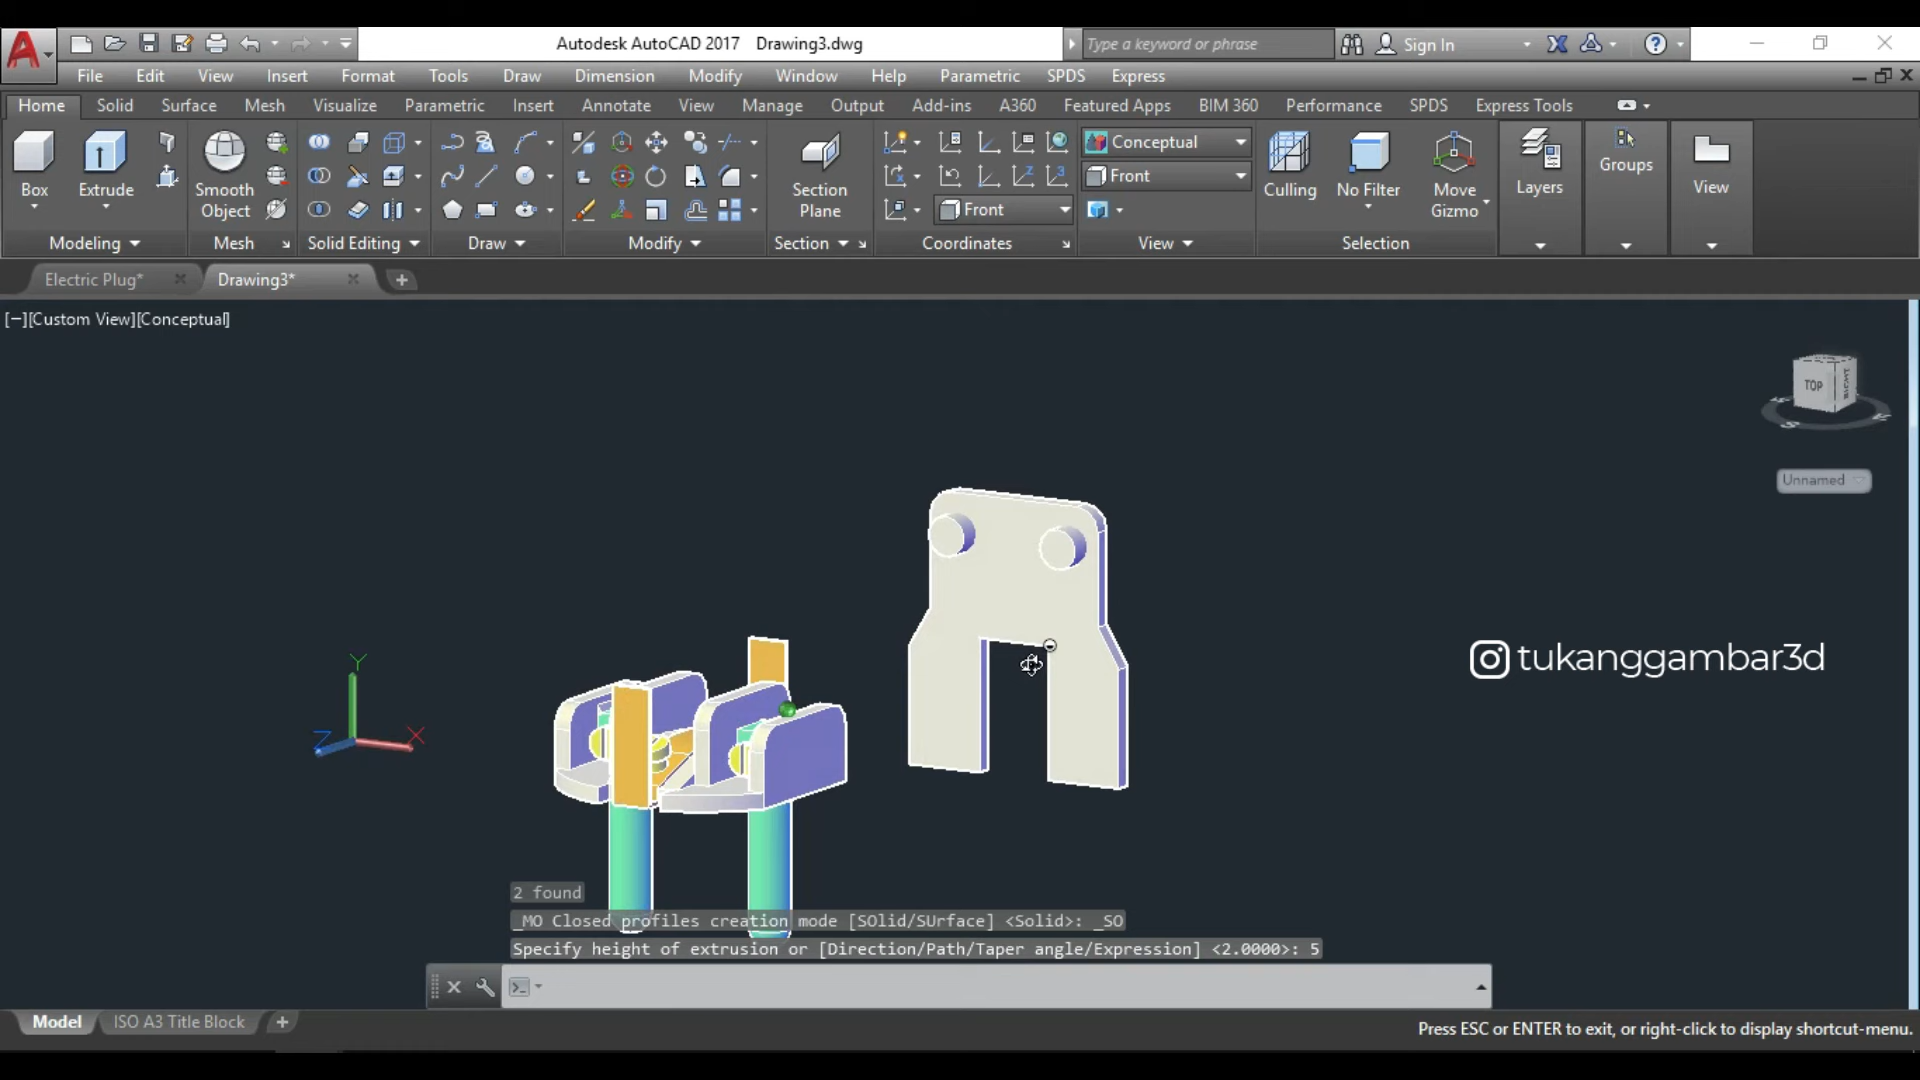 Autodesk AutoCAD 2017 Drawing3.dwg
Type a keyword or phrase
Sign In
File Edit View Insert Format Tools Draw Dimension Modify Window Help Parametric SPDS Express
Home Solid Surface Mesh Visualize Parametric Insert Annotate View Manage Output Add-ins A360 Featured Apps BIM 360 Performance SPDS Express Tools
Box
Extrude
Smooth Object
Section Plane
Conceptual
Front
Front
Culling
No Filter
Move Gizmo
Layers
Groups
View
Modeling Mesh Solid Editing Draw Modify Section Coordinates View Selection
Electric Plug* Drawing3*
[−][Custom View][Conceptual]
TOP
Unnamed
Y
X
Z
tukanggambar3d
2 found
_MO Closed profiles creation mode [SOlid/SUrface] <Solid>: _SO
Specify height of extrusion or [Direction/Path/Taper angle/Expression] <2.0000>: 5
Model ISO A3 Title Block
Press ESC or ENTER to exit, or right-click to display shortcut-menu.